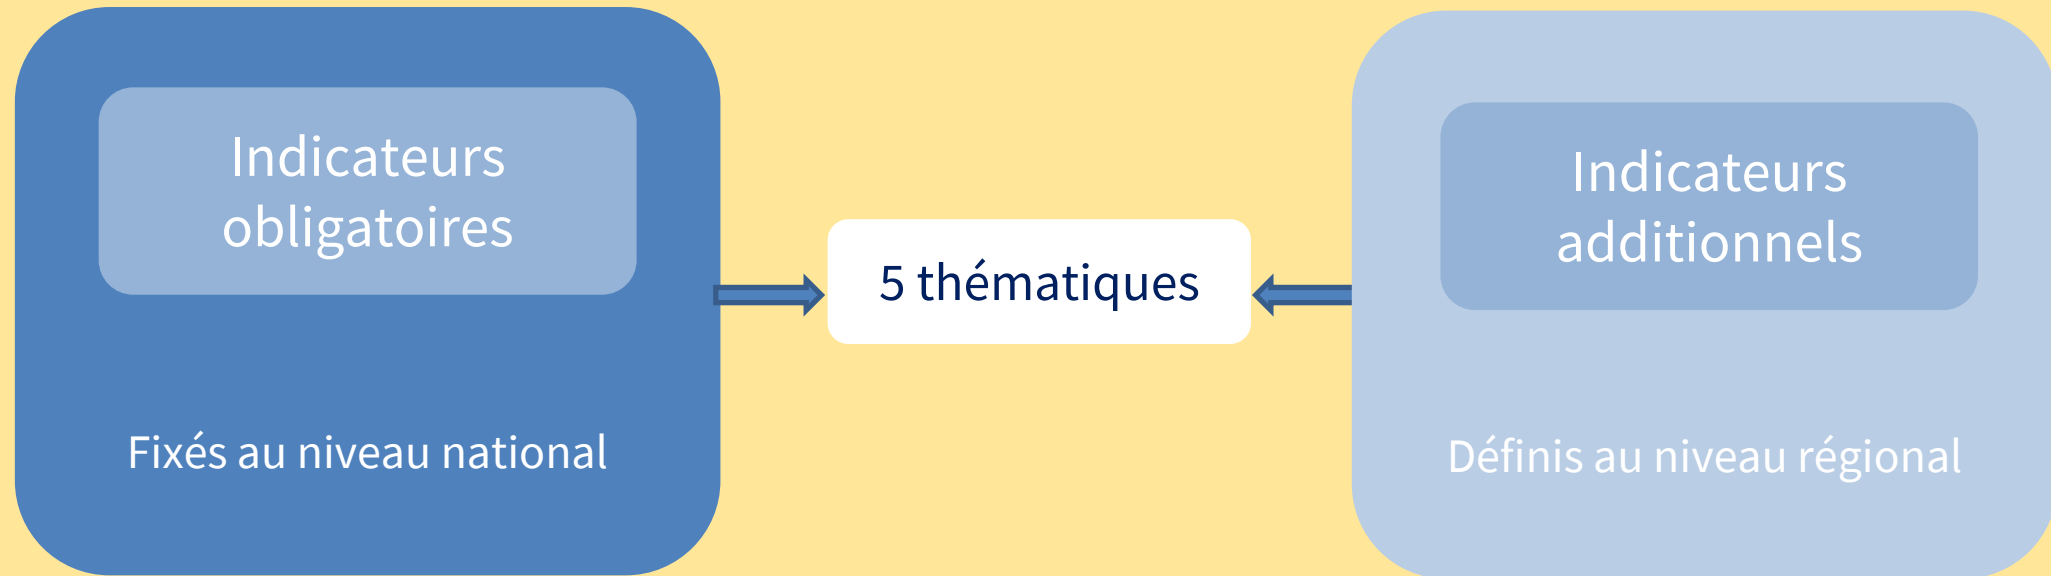 Indicateurs
obligatoires
Fixés au niveau national
5 thématiques
Indicateurs
additionnels
Définis au niveau régional